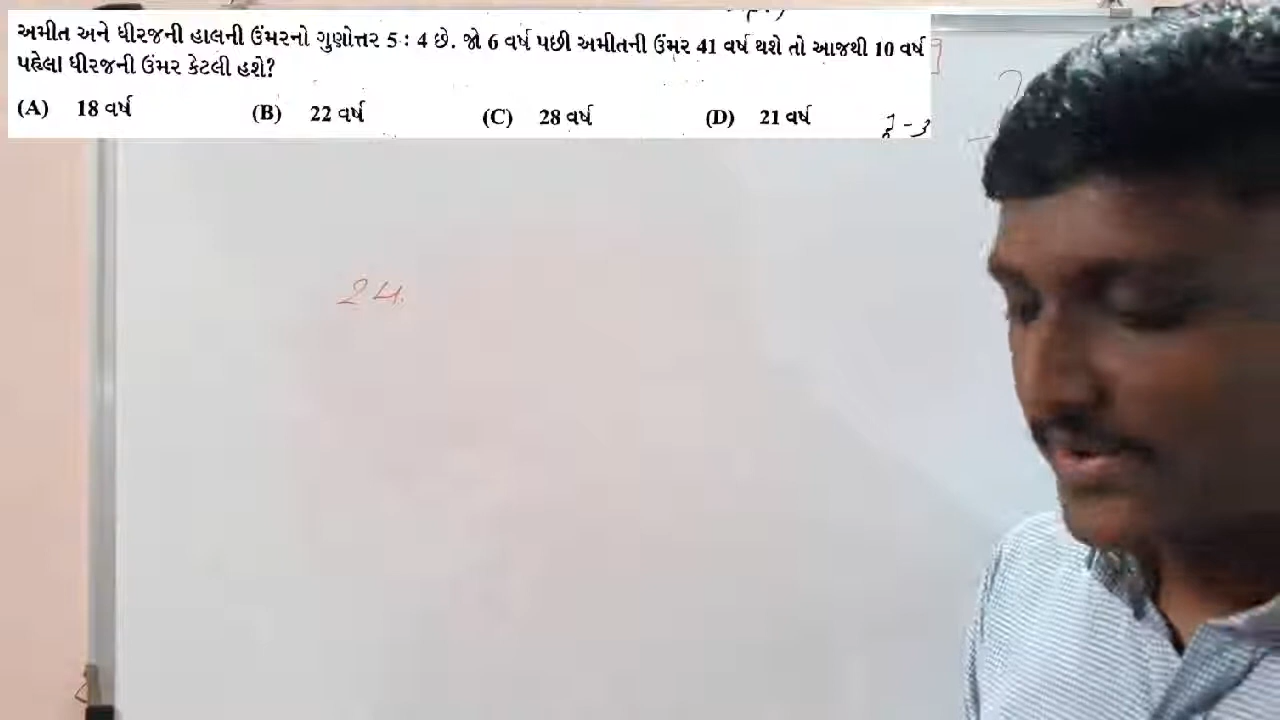 અમીત અને ધીરજની હાલની ઉંમરનો ગુણોત્તર 5 : 4 છે. જો 6 વર્ષ પછી અમીતની ઉંમર 41 વર્ષ થશે તો આજથી 10 વર્ષ
પહેલા ધીરજની ઉંમર કેટલી હશે?
(A) 18 વર્ષ (B) 22 વર્ષ (C) 28 વર્ષ (D) 21 વર્ષ